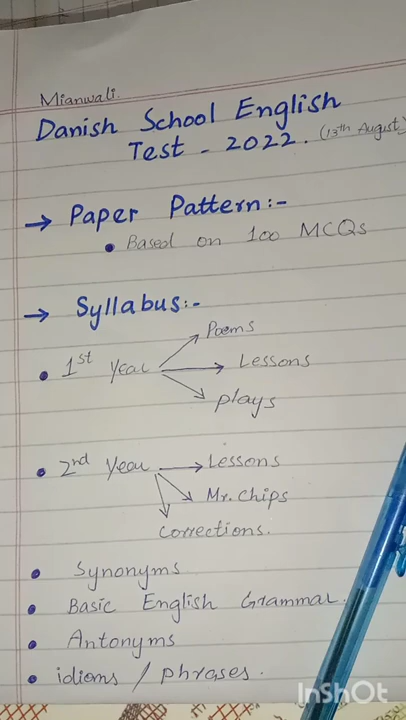 Mianwali.
Danish School English
Test - 2022. (13th August)
→ Paper Pattern:-
• Based on 100 MCQs
→ Syllabus:-
Poems
• 1st Year → Lessons
Plays
• 2nd Year → Lessons
Mr. Chips
Corrections.
• Synonyms
• Basic English Grammar.
• Antonyms
• idioms / phrases.
InShOt